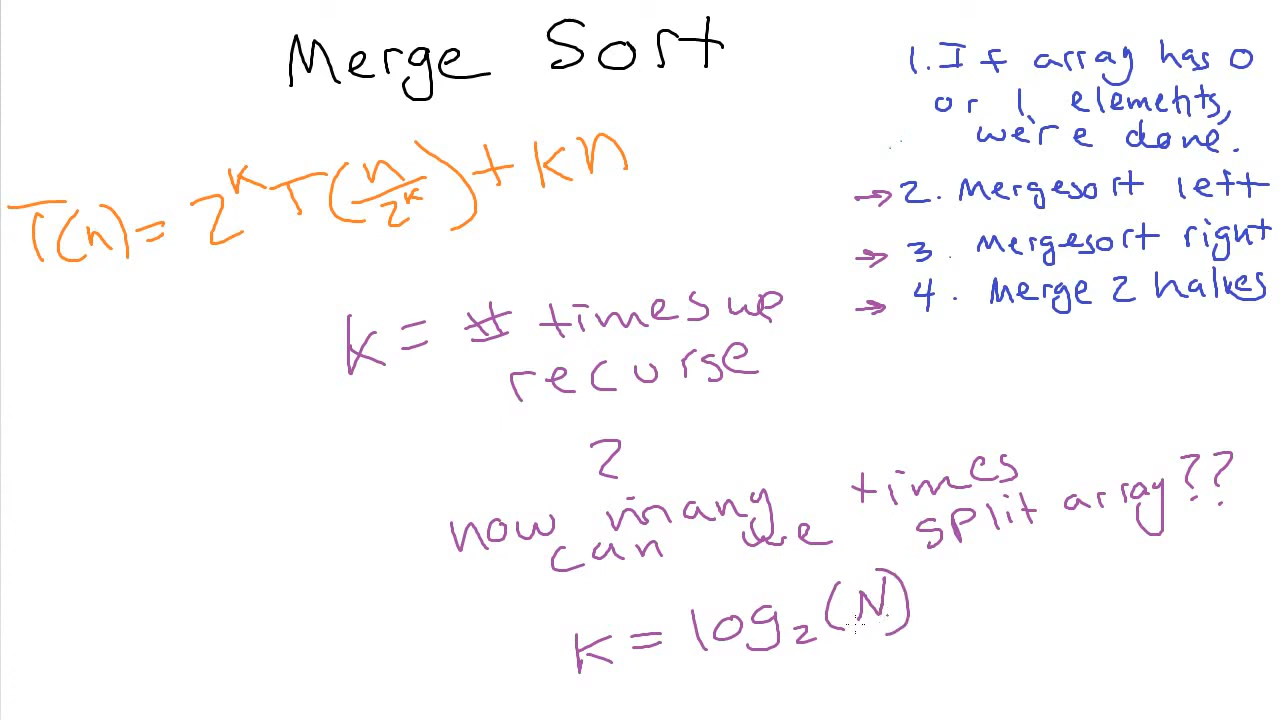 Merge Sort
T(n) = 2^k T(n/2^k) + kn
k = # times we
recurse
2
how many times
can we split array??
k = log₂(N)
1. If array has 0
or 1 elements,
we're done.
→ 2. Mergesort left
→ 3. Mergesort right
→ 4. Merge 2 halves